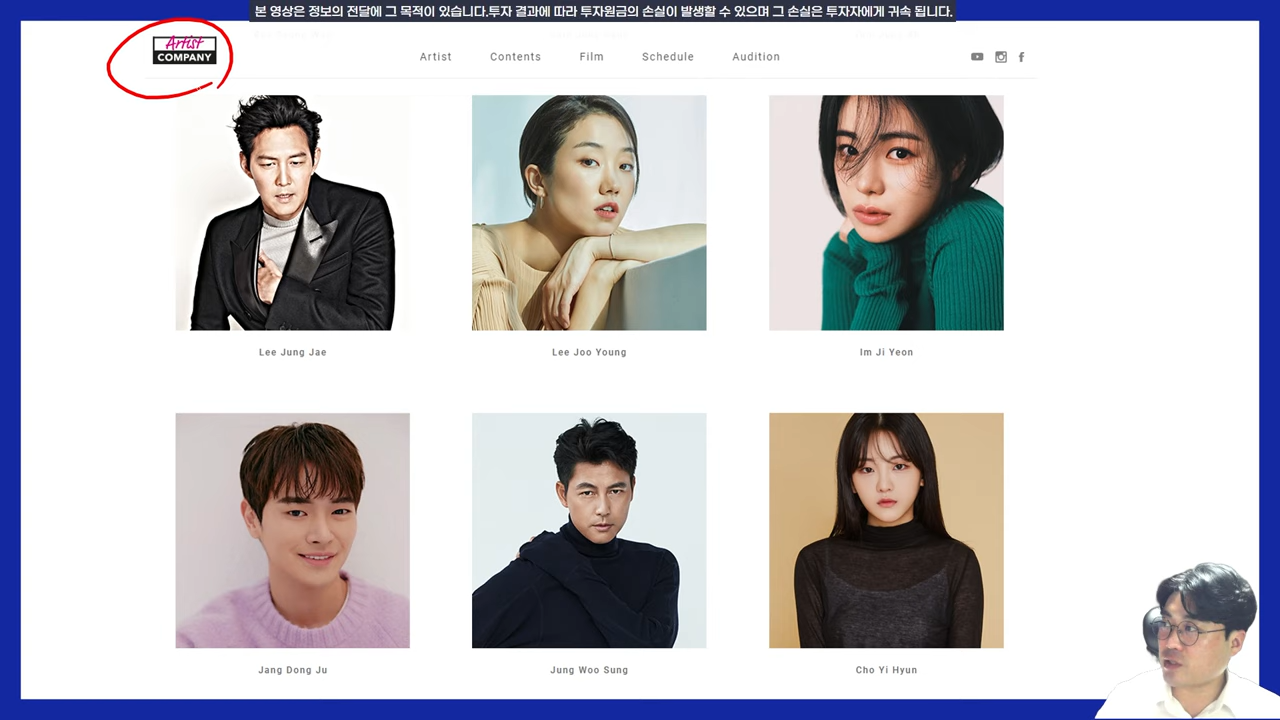 본 영상은 정보의 전달에 그 목적이 있습니다.투자 결과에 따라 투자원금의 손실이 발생할 수 있으며 그 손실은 투자자에게 귀속 됩니다.
Artist
COMPANY
Artist Contents Film Schedule Audition
Lee Jung Jae Lee Joo Young Im Ji Yeon
Jang Dong Ju Jung Woo Sung Cho Yi Hyun